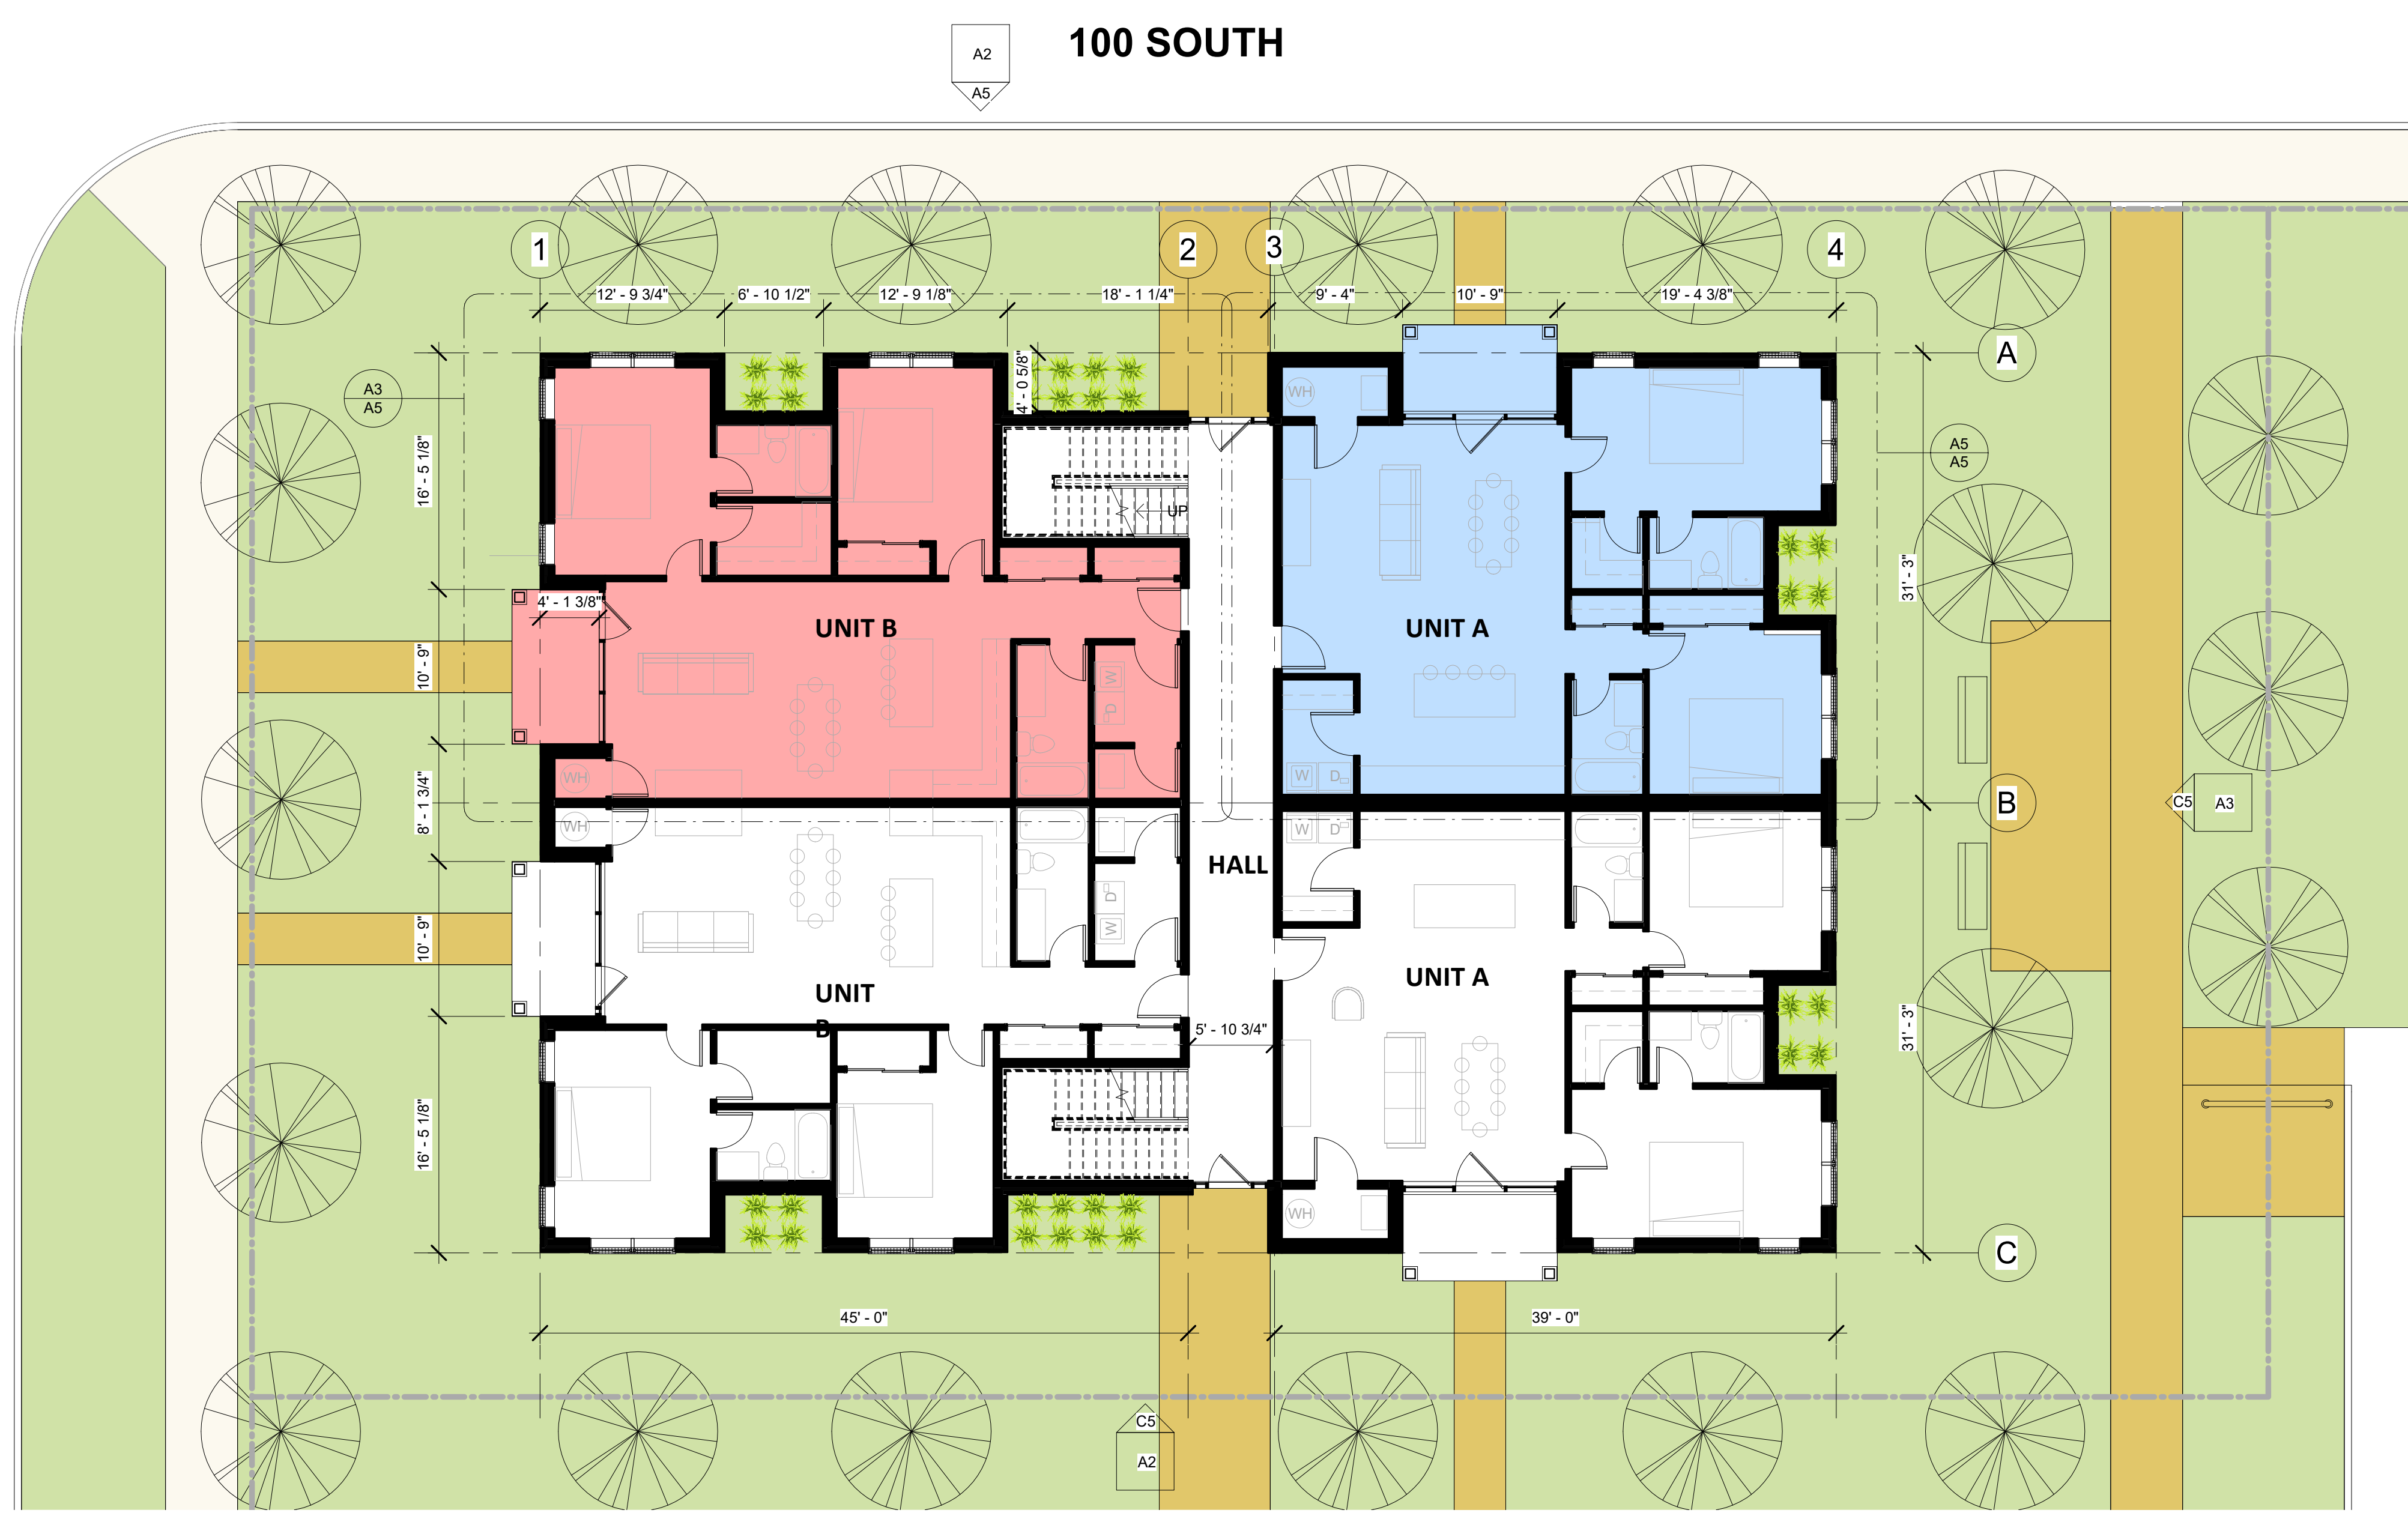 100 SOUTH
A2
A5
1
2
3
4
12' - 9 3/4"
6' - 10 1/2"
12' - 9 1/8"
18' - 1 1/4"
9' - 4"
10' - 9"
19' - 4 3/8"
A
4' - 0 5/8"
A3
A5
WH
A5
A5
16' - 5 1/8"
UP
31' - 3"
4' - 1 3/8"
UNIT B
UNIT A
10' - 9"
W
D
WH
W
D
8' - 1 3/4"
B
C5
A3
WH
W
D
HALL
D
W
10' - 9"
UNIT
B
UNIT A
5' - 10 3/4"
31' - 3"
16' - 5 1/8"
WH
C
45' - 0"
39' - 0"
C5
A2